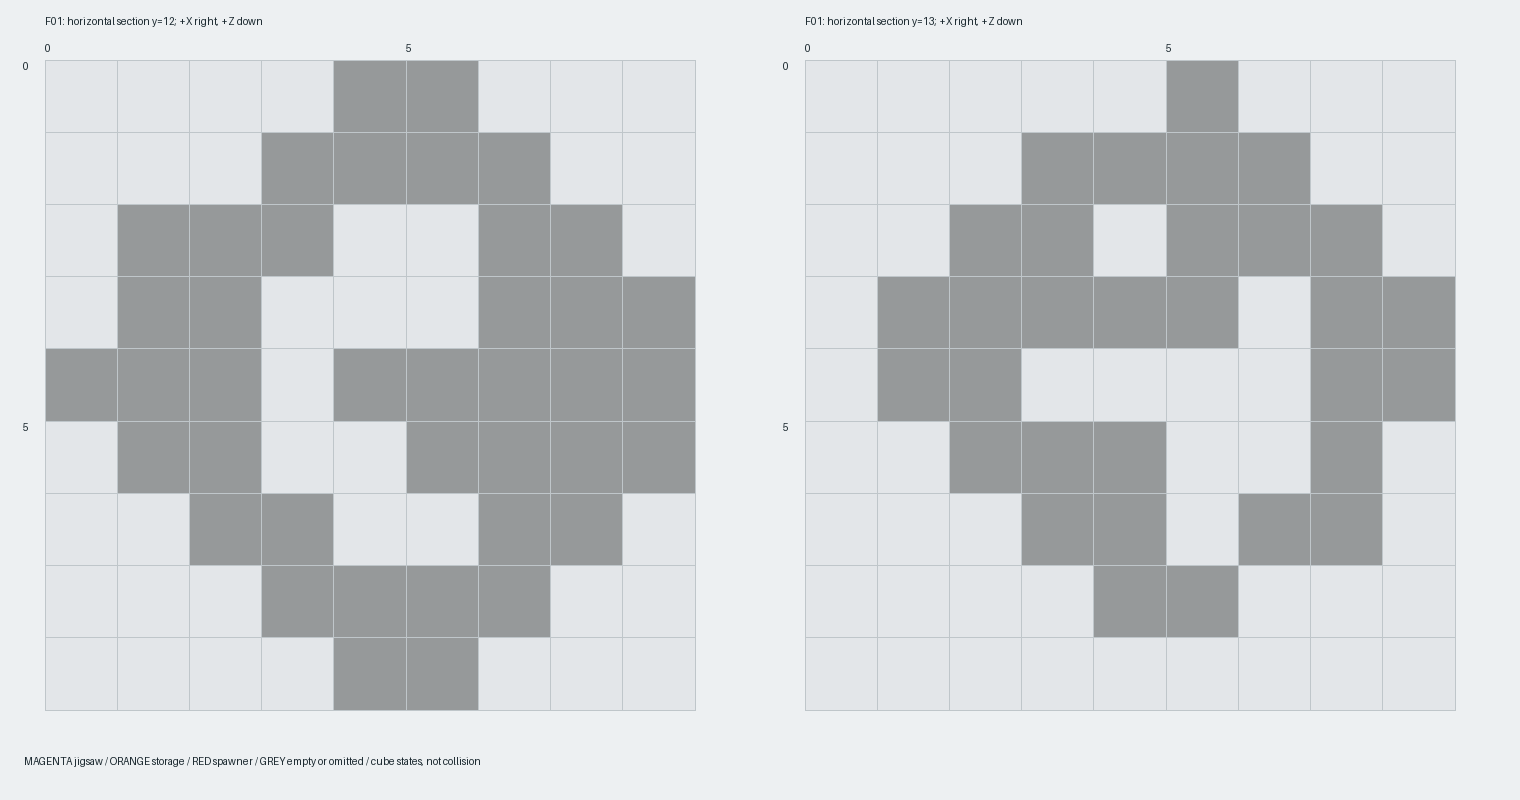 F01: horizontal section y=12; +X right, +Z down
F01: horizontal section y=13; +X right, +Z down
0 5
0 5
0
0
5
5
MAGENTA jigsaw / ORANGE storage / RED spawner / GREY empty or omitted / cube states, not collision